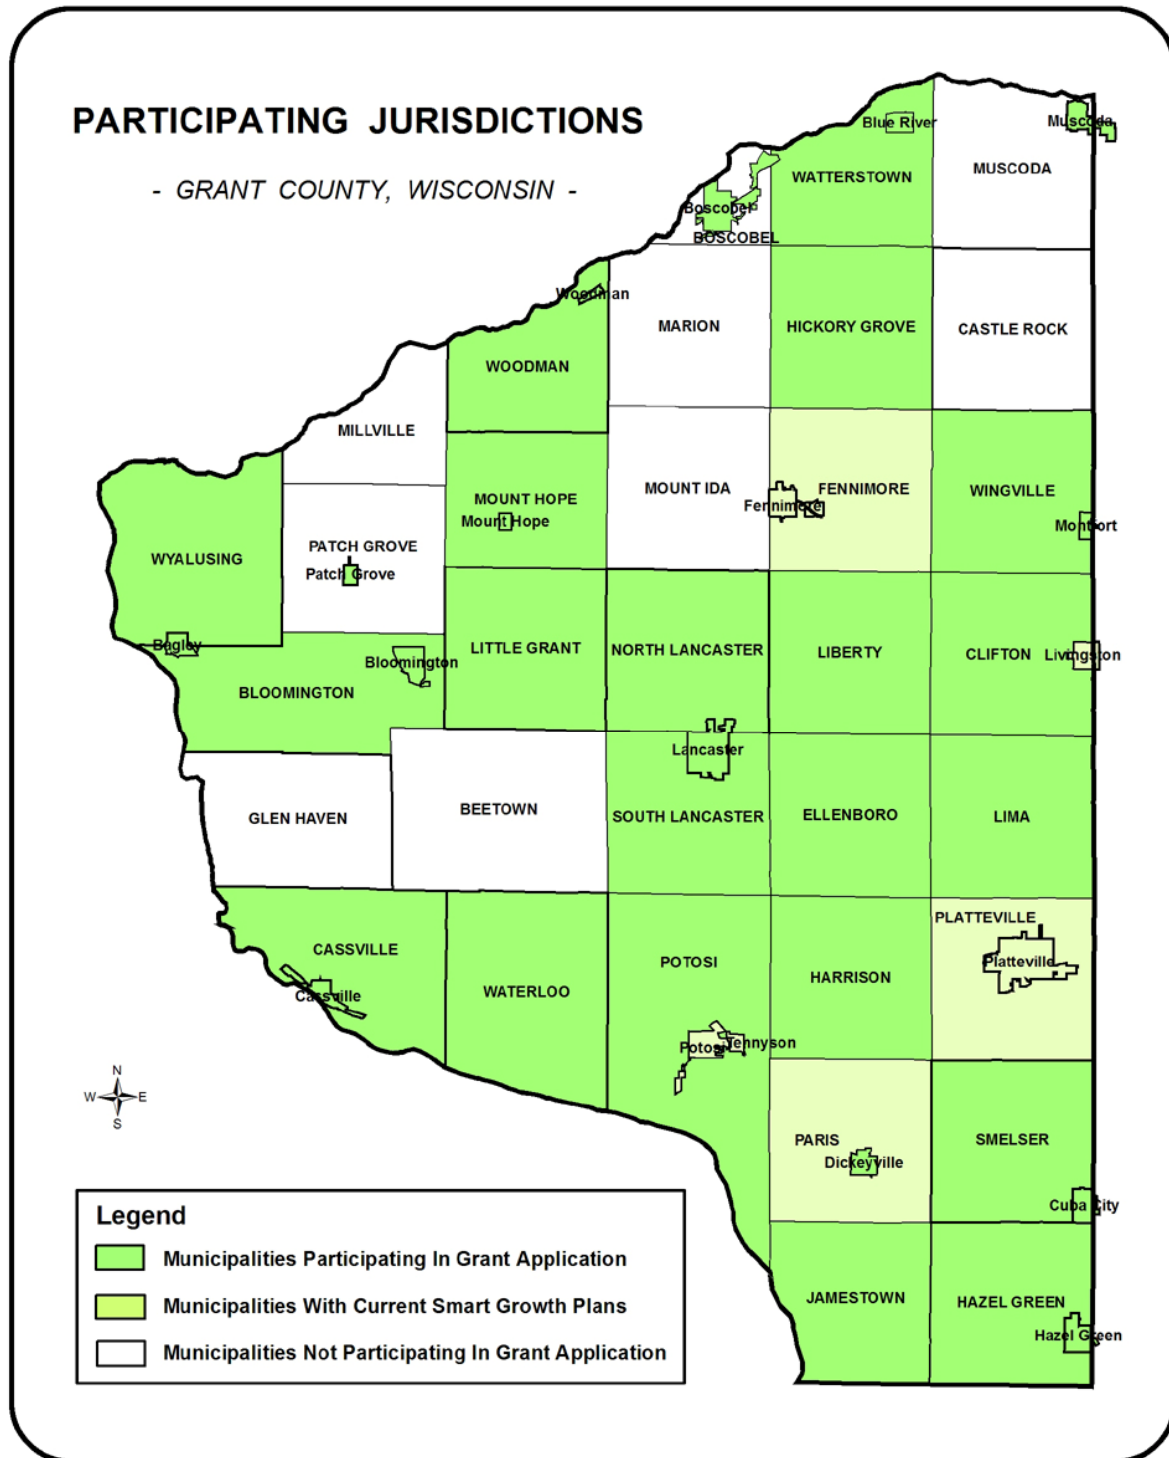 PARTICIPATING JURISDICTIONS
- GRANT COUNTY, WISCONSIN -
Blue River
Muscoda
WATTERSTOWN
MUSCODA
Boscobel
BOSCOBEL
Woodman
MARION
HICKORY GROVE
CASTLE ROCK
WOODMAN
MILLVILLE
MOUNT HOPE
MOUNT IDA
FENNIMORE
WINGVILLE
Mount Hope
Fennimore
Montfort
WYALUSING
PATCH GROVE
Patch Grove
Bagley
Bloomington
LITTLE GRANT
NORTH LANCASTER
LIBERTY
CLIFTON
Livingston
BLOOMINGTON
Lancaster
GLEN HAVEN
BEETOWN
SOUTH LANCASTER
ELLENBORO
LIMA
PLATTEVILLE
CASSVILLE
POTOSI
HARRISON
Platteville
Cassville
WATERLOO
Potosi
Tennyson
N
W
E
S
PARIS
SMELSER
Dickeyville
Cuba City
JAMESTOWN
HAZEL GREEN
Hazel Green
Legend
Municipalities Participating In Grant Application
Municipalities With Current Smart Growth Plans
Municipalities Not Participating In Grant Application